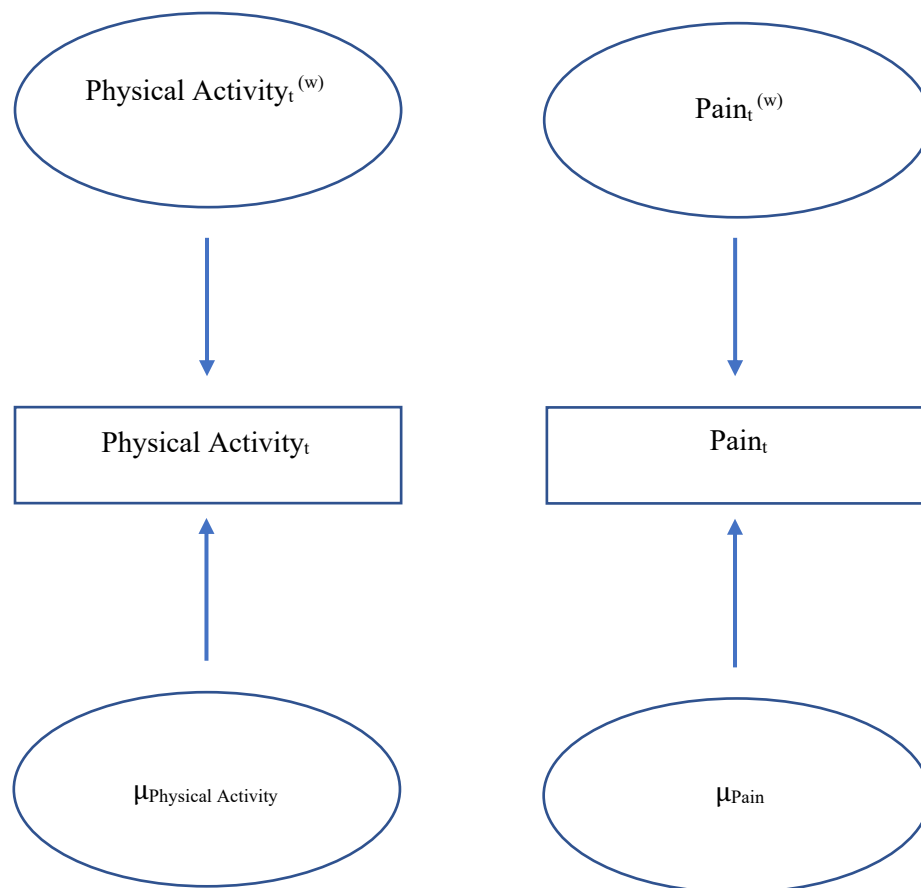 Physical Activityₜ ⁽ʷ⁾
Painₜ ⁽ʷ⁾
Physical Activityₜ
Painₜ
μPhysical Activity
μPain